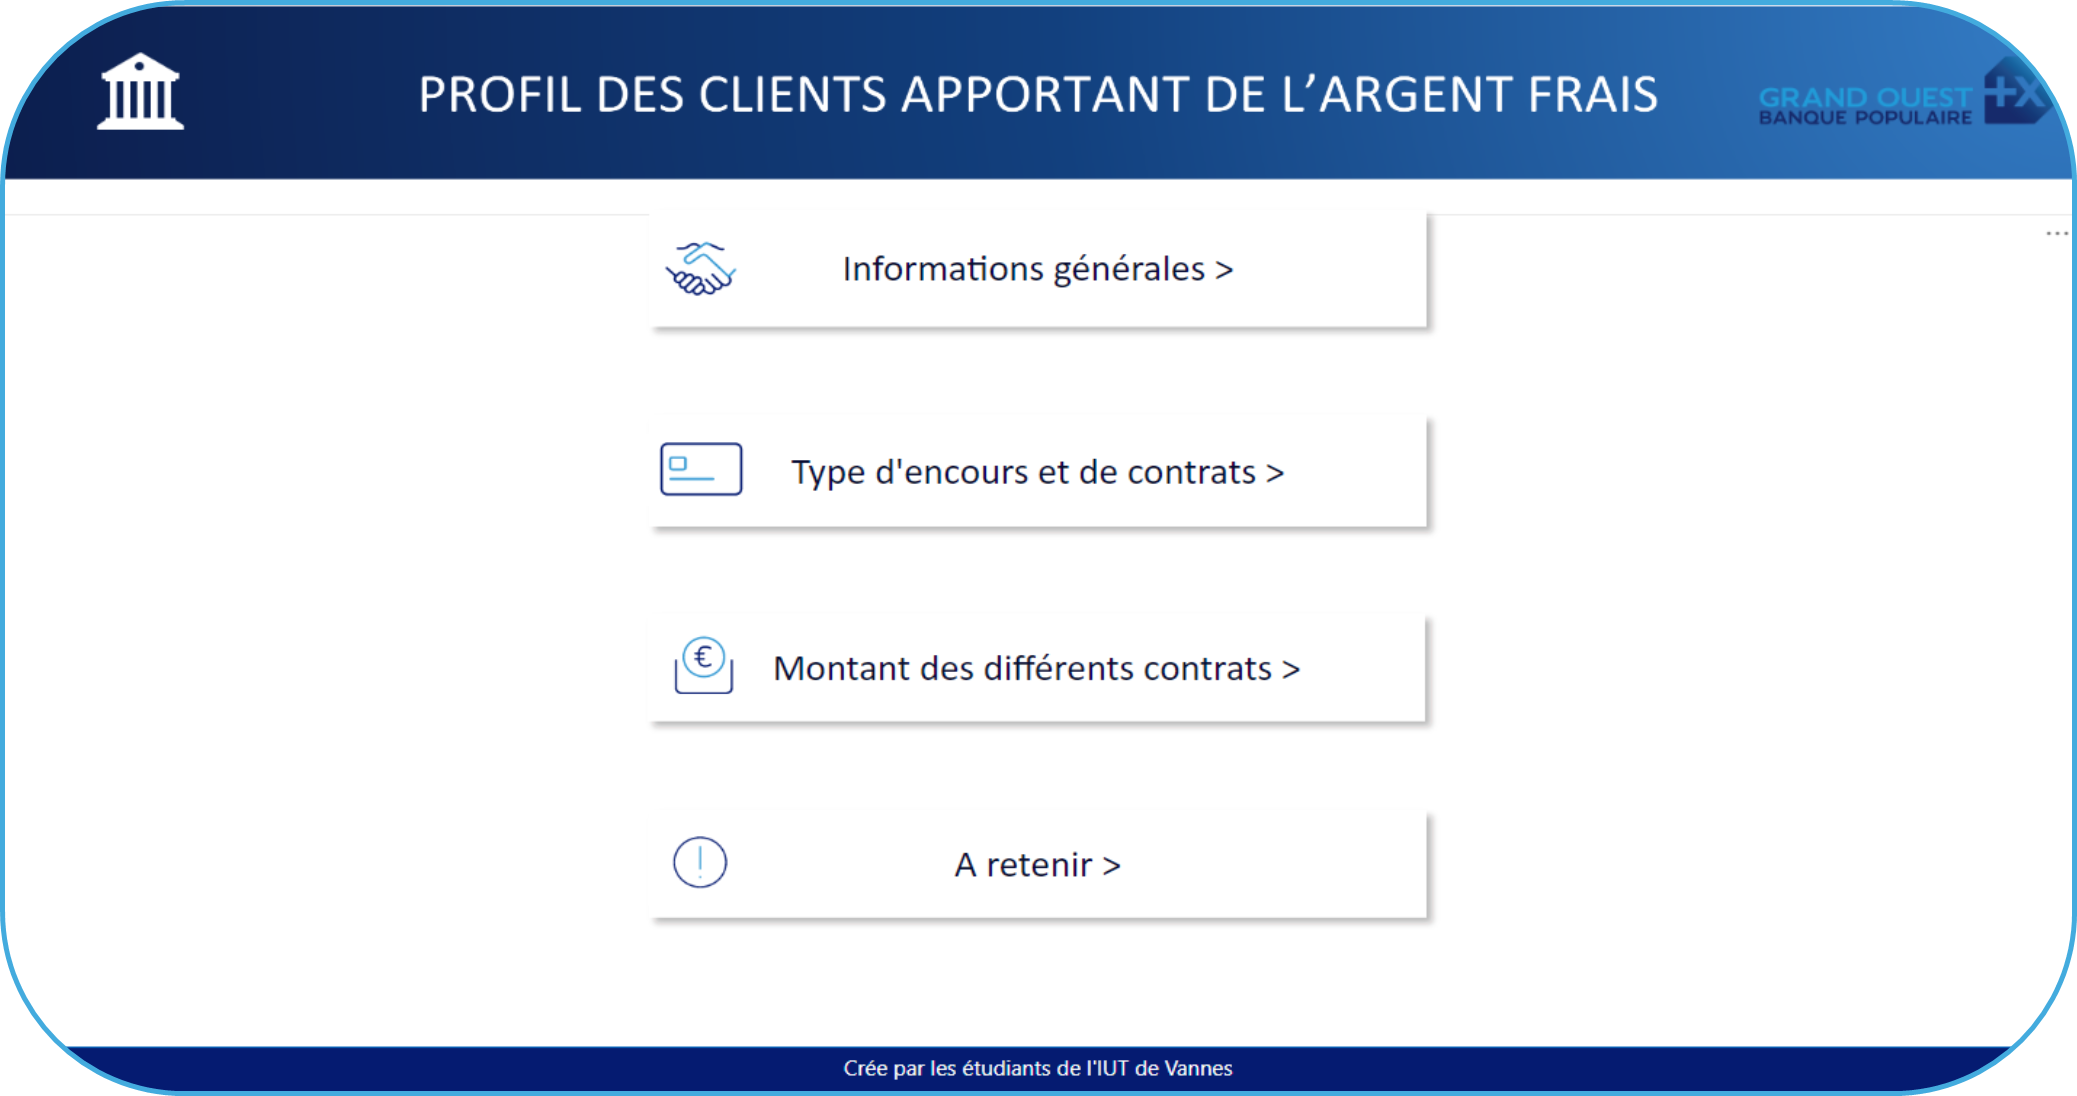 PROFIL DES CLIENTS APPORTANT DE L’ARGENT FRAIS
GRAND OUEST
BANQUE POPULAIRE
+X
Informations générales >
Type d'encours et de contrats >
€
Montant des différents contrats >
A retenir >
Crée par les étudiants de l'IUT de Vannes